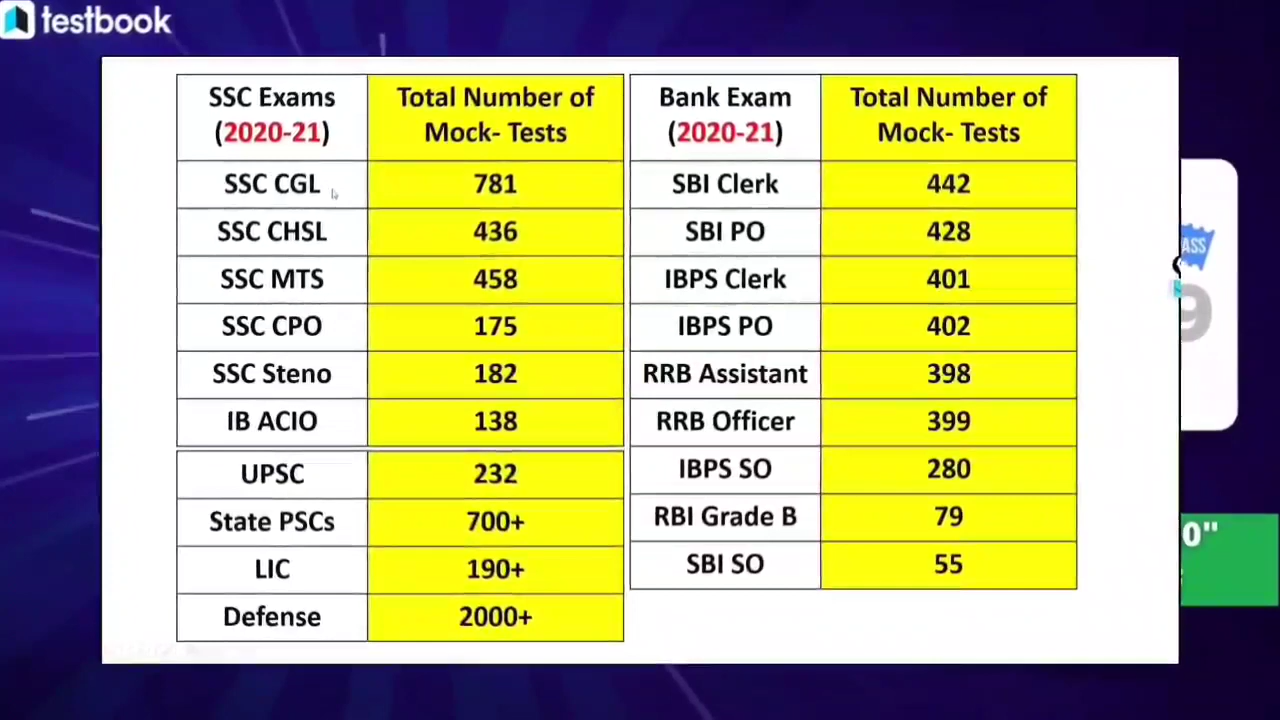 testbook
SSC Exams
(2020-21)
Total Number of
Mock- Tests
SSC CGL 781
SSC CHSL 436
SSC MTS 458
SSC CPO 175
SSC Steno 182
IB ACIO 138
UPSC 232
State PSCs 700+
LIC 190+
Defense 2000+
Bank Exam
(2020-21)
Total Number of
Mock- Tests
SBI Clerk 442
SBI PO 428
IBPS Clerk 401
IBPS PO 402
RRB Assistant 398
RRB Officer 399
IBPS SO 280
RBI Grade B 79
SBI SO 55
ASS
9
0"